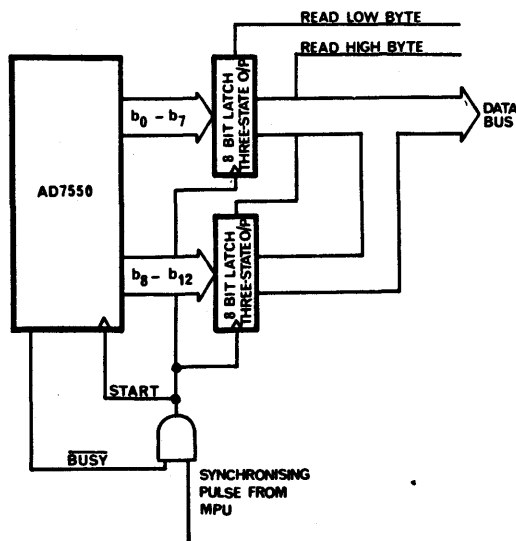 READ LOW BYTE
READ HIGH BYTE
8 BIT LATCH
THREE-STATE O/P
b0 – b7
DATA
BUS
AD7550
8 BIT LATCH
THREE-STATE O/P
b8 – b12
START
BUSY
SYNCHRONISING
PULSE FROM
MPU